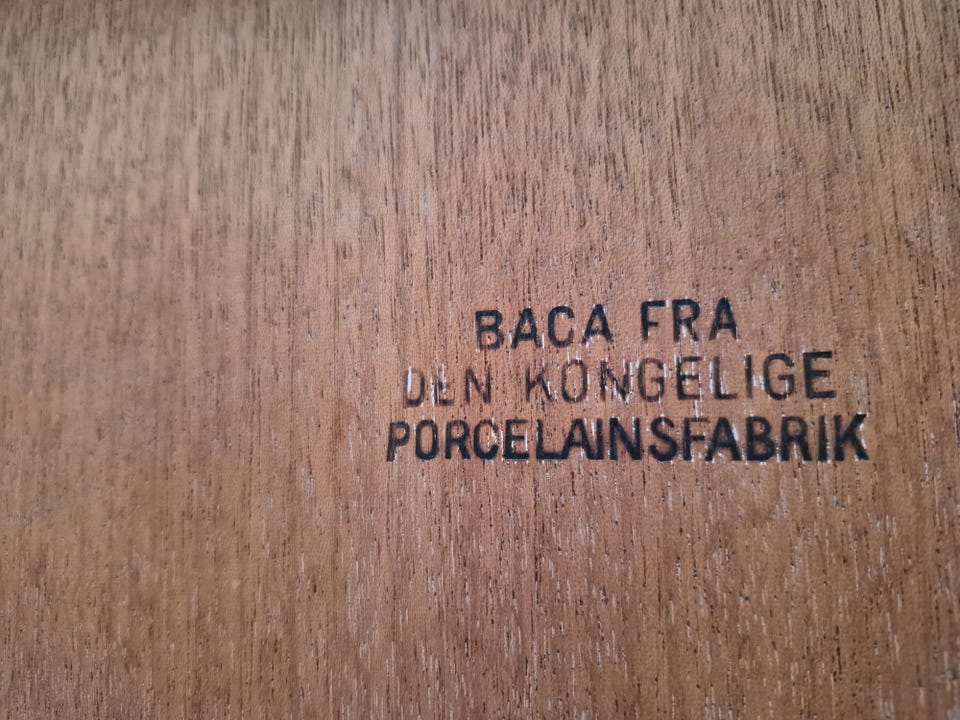 BACA FRA
DEN KONGELIGE
PORCELAINSFABRIK